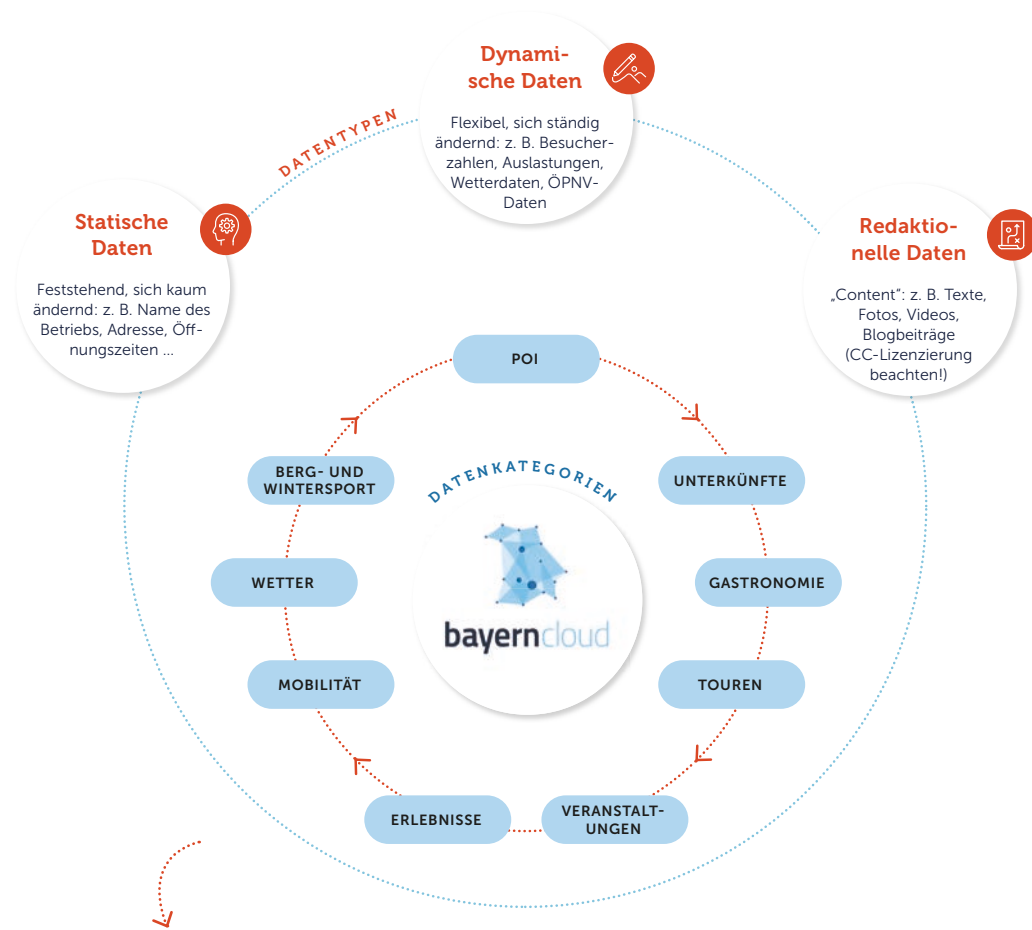 Dynami-
sche Daten
Flexibel, sich ständig
ändernd: z. B. Besucher-
zahlen, Auslastungen,
Wetterdaten, ÖPNV-
Daten
DATENTYPEN
Statische
Daten
Feststehend, sich kaum
ändernd: z. B. Name des
Betriebs, Adresse, Öff-
nungszeiten ...
Redaktio-
nelle Daten
„Content“: z. B. Texte,
Fotos, Videos,
Blogbeiträge
(CC-Lizenzierung
beachten!)
DATENKATEGORIEN
bayerncloud
POI
UNTERKÜNFTE
GASTRONOMIE
TOUREN
VERANSTALT-
UNGEN
ERLEBNISSE
MOBILITÄT
WETTER
BERG- UND
WINTERSPORT